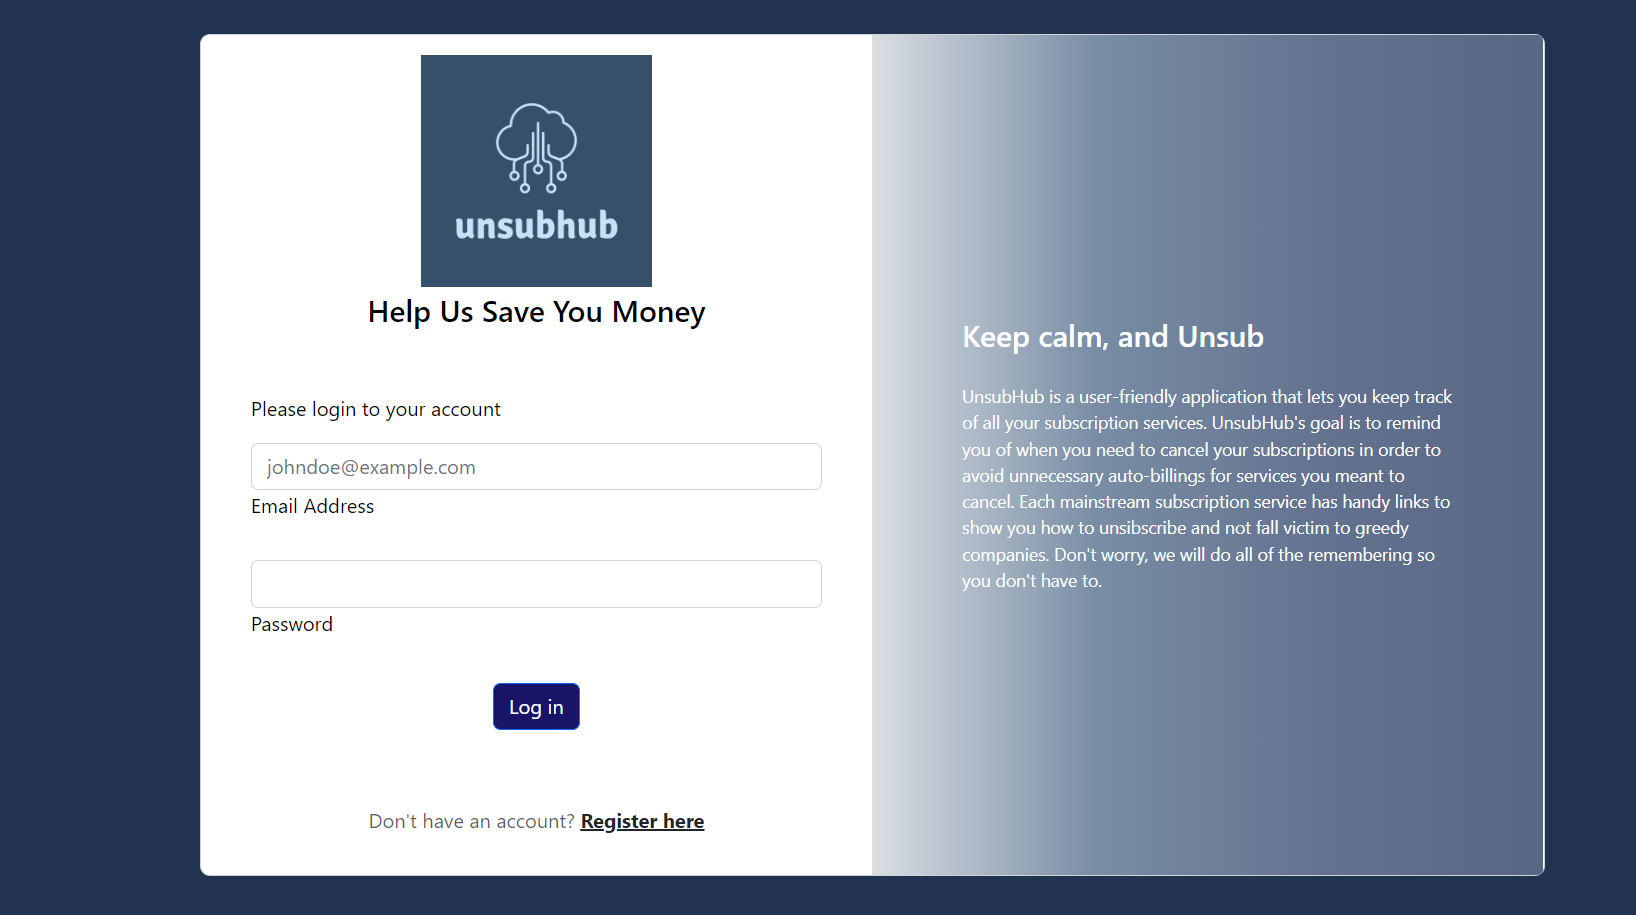 unsubhub
Help Us Save You Money
Please login to your account
johndoe@example.com
Email Address
Password
Log in
Don't have an account? Register here
Keep calm, and Unsub
UnsubHub is a user-friendly application that lets you keep track
of all your subscription services. UnsubHub's goal is to remind
you of when you need to cancel your subscriptions in order to
avoid unnecessary auto-billings for services you meant to
cancel. Each mainstream subscription service has handy links to
show you how to unsibscribe and not fall victim to greedy
companies. Don't worry, we will do all of the remembering so
you don't have to.